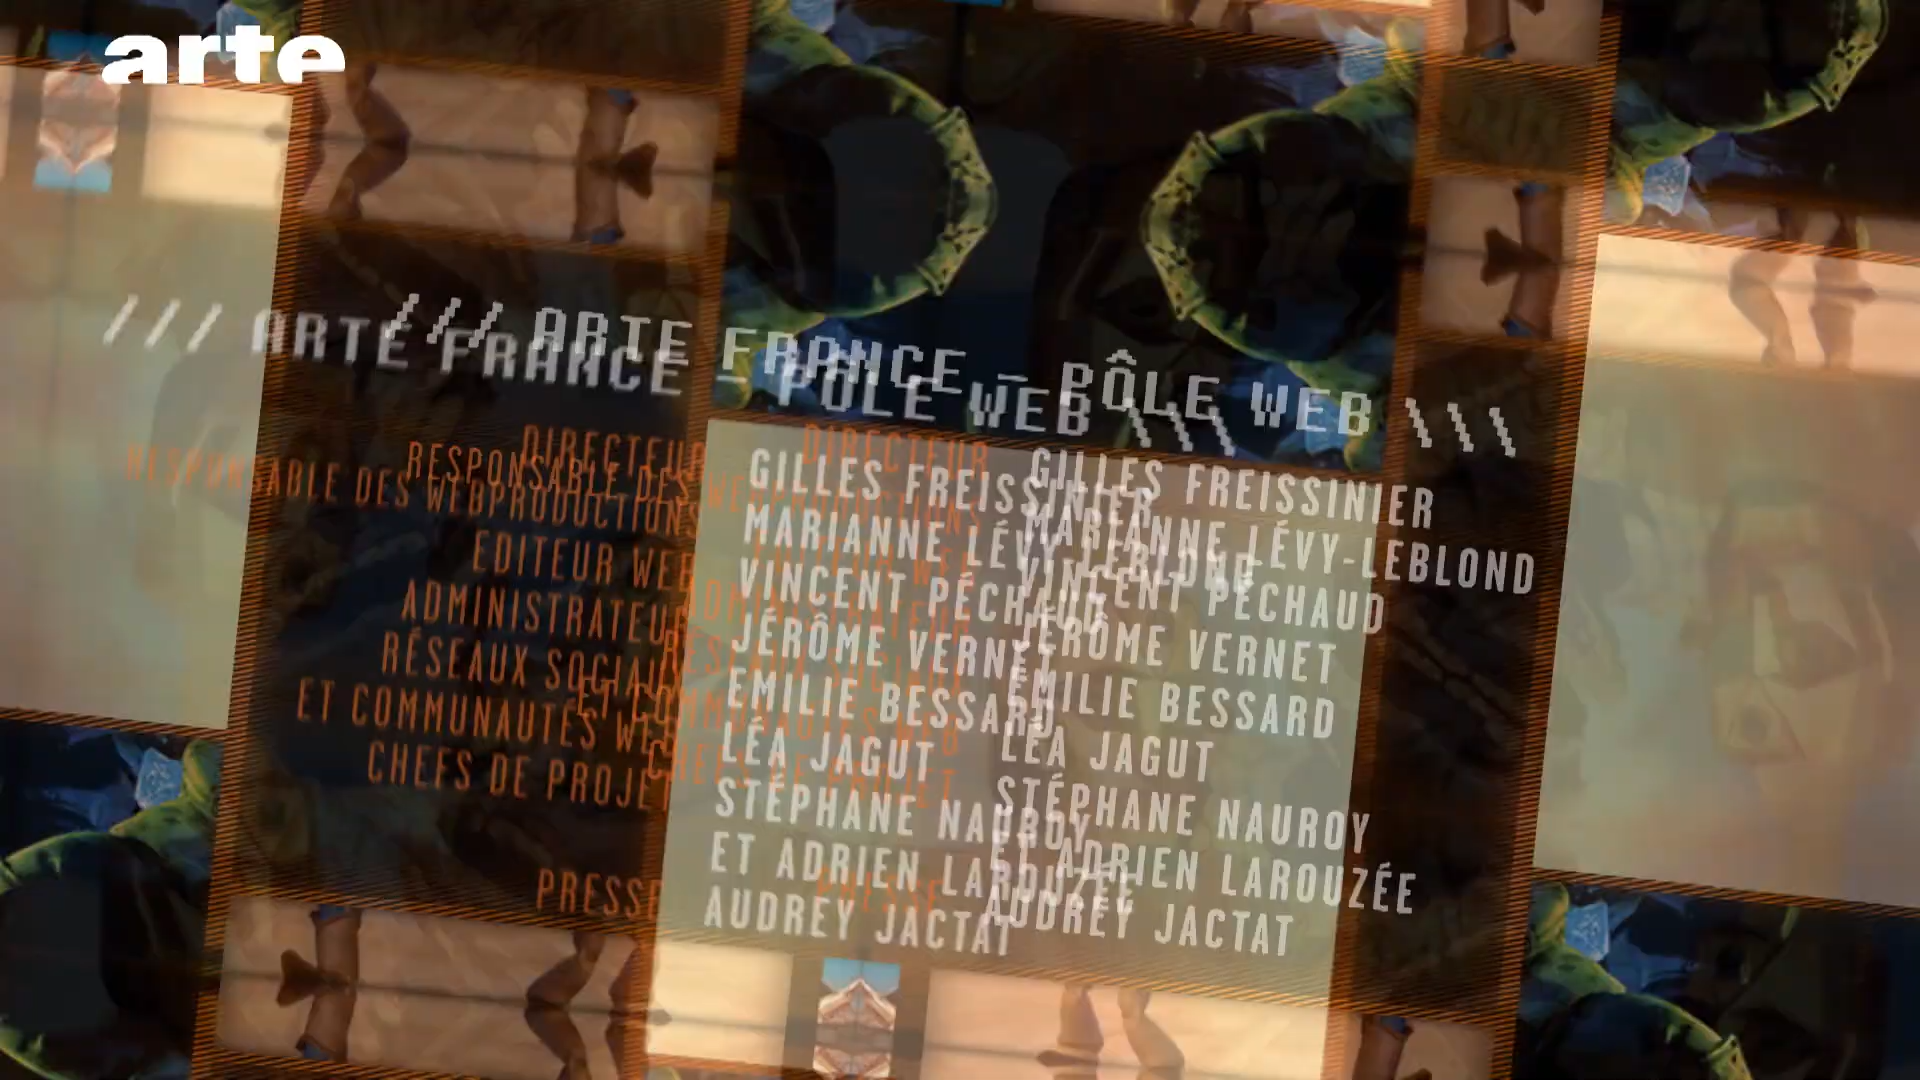 arte
/// ARTE FRANCE – PÔLE WEB \\\
DIRECTEUR GILLES FREISSINIER
RESPONSABLE DES WEBPRODUCTIONS MARIANNE LÉVY-LEBLOND
EDITEUR WEB VINCENT PÉCHAUD
ADMINISTRATEUR JÉRÔME VERNET
RÉSEAUX SOCIAUX EMILIE BESSARD
ET COMMUNAUTÉS WEB LÉA JAGUT
CHEFS DE PROJET STÉPHANE NAUROY
ET ADRIEN LAROUZÉE
PRESSE AUDREY JACTAT